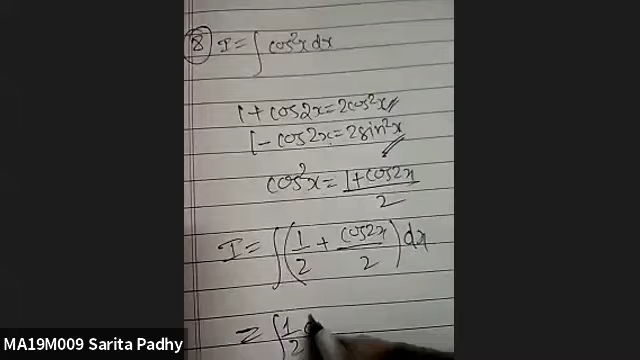 8 I = ∫ cos²x dx
1 + cos2x = 2cos²x
1 - cos2x = 2sin²x
cos²x = (1 + cos2x)/2
I = ∫ (1/2 + cos2x/2) dx
= ∫ 1/2
MA19M009 Sarita Padhy